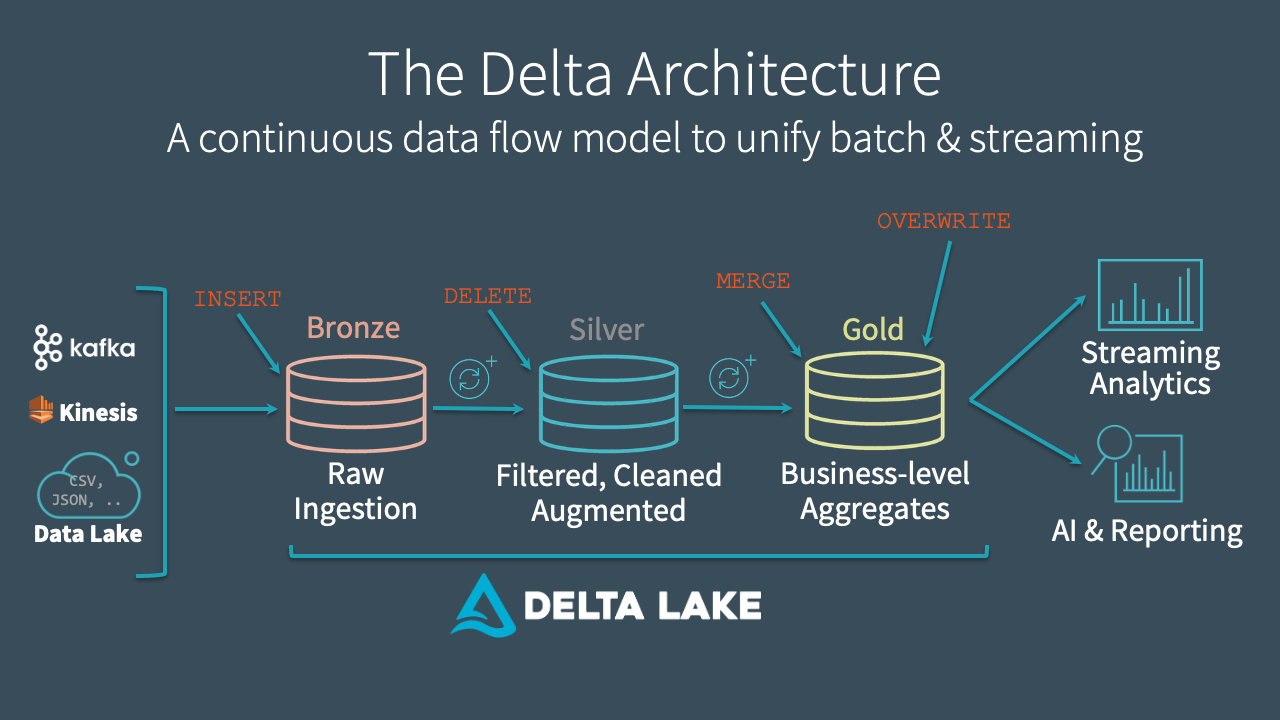 The Delta Architecture
A continuous data flow model to unify batch & streaming
OVERWRITE
MERGE
DELETE
INSERT
Bronze
Silver
Gold
kafka
Kinesis
CSV,
JSON, ..
Data Lake
Raw
Ingestion
Filtered, Cleaned
Augmented
Business-level
Aggregates
Streaming
Analytics
AI & Reporting
DELTA LAKE